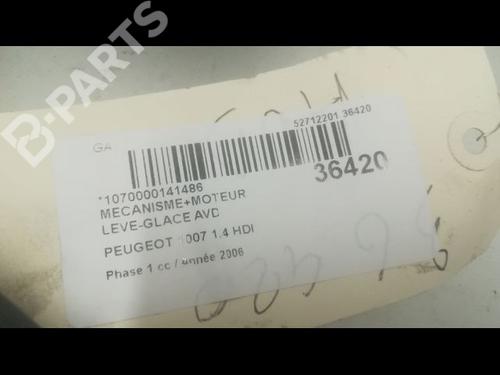 B-PARTS
GA
52712201 36420
36420
*1070000141486
MECANISME+MOTEUR
LEVE-GLACE AVD
PEUGEOT 1007 1.4 HDI
Phase 1 cc / année 2006